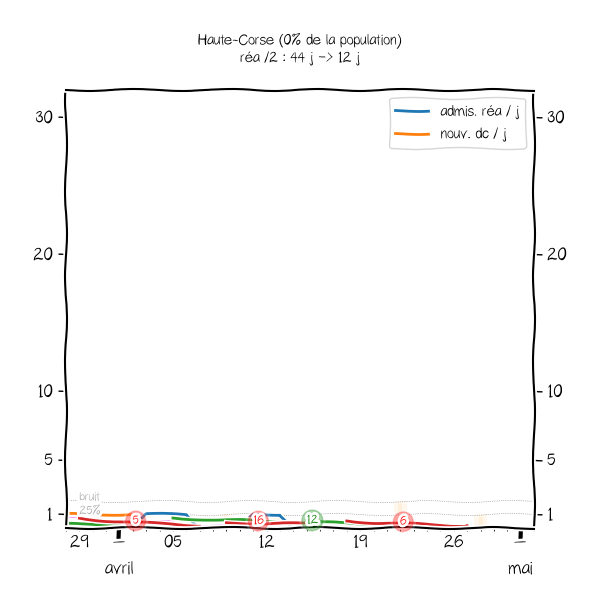 Haute-Corse (0% de la population)
réa /2 : 44 j -> 12 j
admis. réa / j
nouv. dc / j
30
30
20
20
10
10
5
5
bruit
25%
1
1
5
16
12
6
29
05
12
19
26
avril
mai